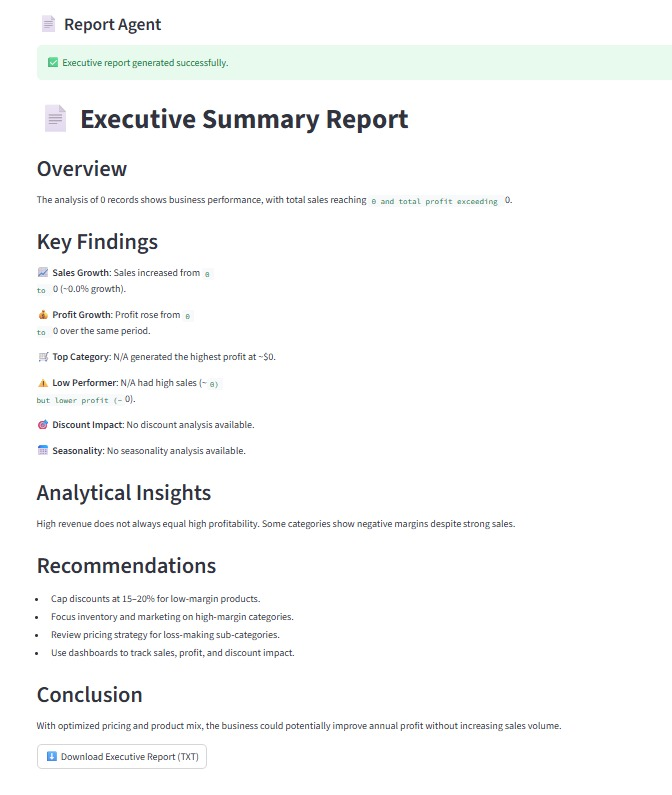 Report Agent
Executive report generated successfully.
Executive Summary Report
Overview
The analysis of 0 records shows business performance, with total sales reaching 0 and total profit exceeding 0.
Key Findings
Sales Growth: Sales increased from 0
to 0 (~0.0% growth).
Profit Growth: Profit rose from 0
to 0 over the same period.
Top Category: N/A generated the highest profit at ~$0.
Low Performer: N/A had high sales (~ 0)
but lower profit (~ 0).
Discount Impact: No discount analysis available.
Seasonality: No seasonality analysis available.
Analytical Insights
High revenue does not always equal high profitability. Some categories show negative margins despite strong sales.
Recommendations
• Cap discounts at 15–20% for low-margin products.
• Focus inventory and marketing on high-margin categories.
• Review pricing strategy for loss-making sub-categories.
• Use dashboards to track sales, profit, and discount impact.
Conclusion
With optimized pricing and product mix, the business could potentially improve annual profit without increasing sales volume.
Download Executive Report (TXT)